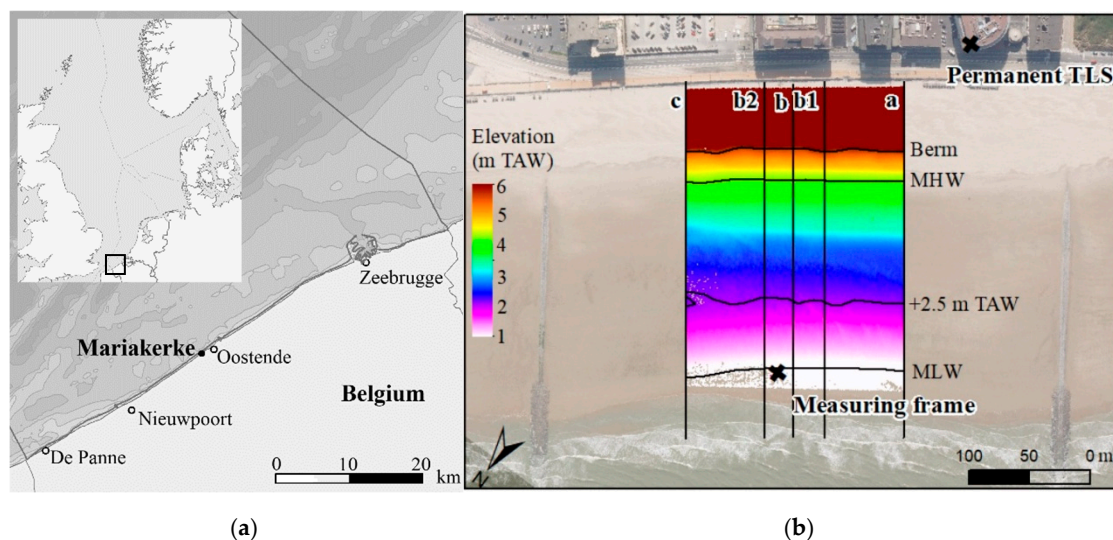 Zeebrugge
Mariakerke
Oostende
Belgium
Nieuwpoort
De Panne
0 10 20
km
(a)
Permanent TLS
c b2 b b1 a
Elevation
(m TAW)
6
5
4
3
2
1
Berm
MHW
+2.5 m TAW
MLW
Measuring frame
N
100 0 m
(b)